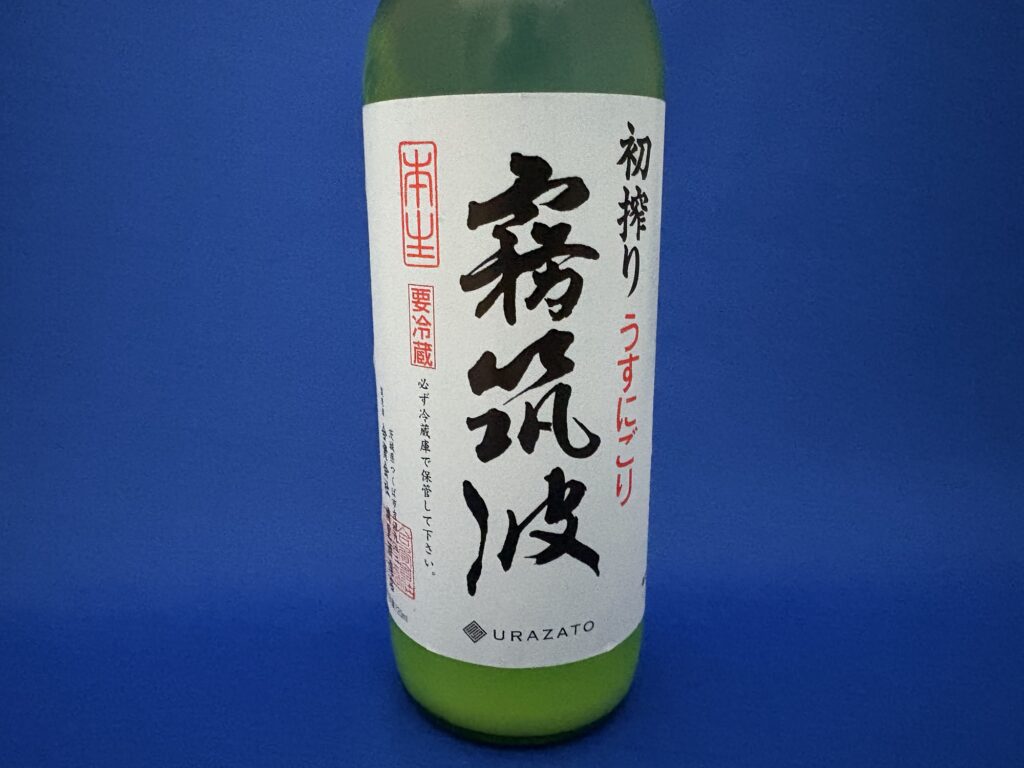 初搾り うすにごり
霧筑波
本生
要冷蔵
必ず冷蔵庫で保管して下さい。
URAZATO